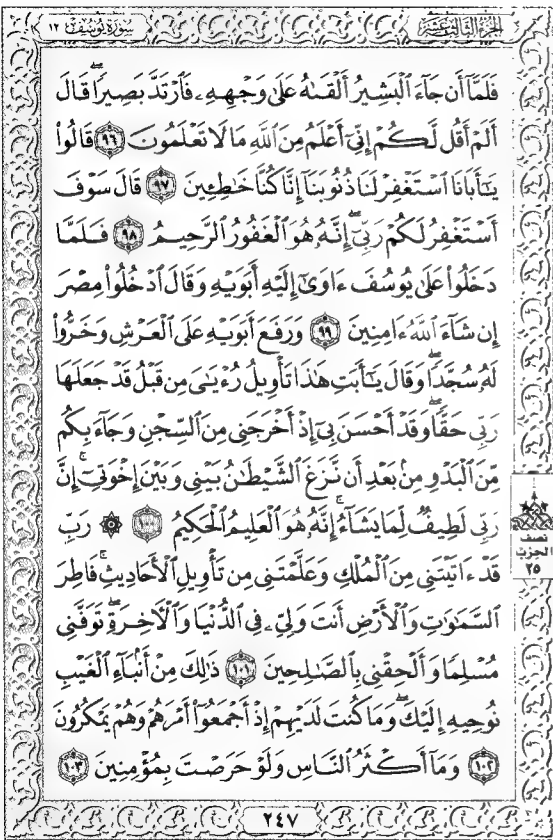 الجزء الثالث عشر
سورة يوسف ١٢
فَلَمَّآ أَن جَآءَ ٱلْبَشِيرُ أَلْقَىٰهُ عَلَىٰ وَجْهِهِۦ فَٱرْتَدَّ بَصِيرًاۖ قَالَ
أَلَمْ أَقُل لَّكُمْ إِنِّىٓ أَعْلَمُ مِنَ ٱللَّهِ مَا لَا تَعْلَمُونَ ٩٦ قَالُوا۟
يَٰٓأَبَانَا ٱسْتَغْفِرْ لَنَا ذُنُوبَنَآ إِنَّا كُنَّا خَٰطِـِٔينَ ٩٧ قَالَ سَوْفَ
أَسْتَغْفِرُ لَكُمْ رَبِّىٓۖ إِنَّهُۥ هُوَ ٱلْغَفُورُ ٱلرَّحِيمُ ٩٨ فَلَمَّا
دَخَلُوا۟ عَلَىٰ يُوسُفَ ءَاوَىٰٓ إِلَيْهِ أَبَوَيْهِ وَقَالَ ٱدْخُلُوا۟ مِصْرَ
إِن شَآءَ ٱللَّهُ ءَامِنِينَ ٩٩ وَرَفَعَ أَبَوَيْهِ عَلَى ٱلْعَرْشِ وَخَرُّوا۟
لَهُۥ سُجَّدًاۖ وَقَالَ يَٰٓأَبَتِ هَٰذَا تَأْوِيلُ رُءْيَٰىَ مِن قَبْلُ قَدْ جَعَلَهَا
رَبِّى حَقًّاۖ وَقَدْ أَحْسَنَ بِىٓ إِذْ أَخْرَجَنِى مِنَ ٱلسِّجْنِ وَجَآءَ بِكُم
مِّنَ ٱلْبَدْوِ مِنۢ بَعْدِ أَن نَّزَغَ ٱلشَّيْطَٰنُ بَيْنِى وَبَيْنَ إِخْوَتِىٓۚ إِنَّ
رَبِّى لَطِيفٌ لِّمَا يَشَآءُۚ إِنَّهُۥ هُوَ ٱلْعَلِيمُ ٱلْحَكِيمُ ١٠٠ ۞ رَبِّ
قَدْ ءَاتَيْتَنِى مِنَ ٱلْمُلْكِ وَعَلَّمْتَنِى مِن تَأْوِيلِ ٱلْأَحَادِيثِۚ فَاطِرَ
ٱلسَّمَٰوَٰتِ وَٱلْأَرْضِ أَنتَ وَلِىِّۦ فِى ٱلدُّنْيَا وَٱلْءَاخِرَةِۖ تَوَفَّنِى
مُسْلِمًا وَأَلْحِقْنِى بِٱلصَّٰلِحِينَ ١٠١ ذَٰلِكَ مِنْ أَنۢبَآءِ ٱلْغَيْبِ
نُوحِيهِ إِلَيْكَۖ وَمَا كُنتَ لَدَيْهِمْ إِذْ أَجْمَعُوٓا۟ أَمْرَهُمْ وَهُمْ يَمْكُرُونَ
١٠٢ وَمَآ أَكْثَرُ ٱلنَّاسِ وَلَوْ حَرَصْتَ بِمُؤْمِنِينَ ١٠٣
نصف
الحزب
٢٥
٢٤٧